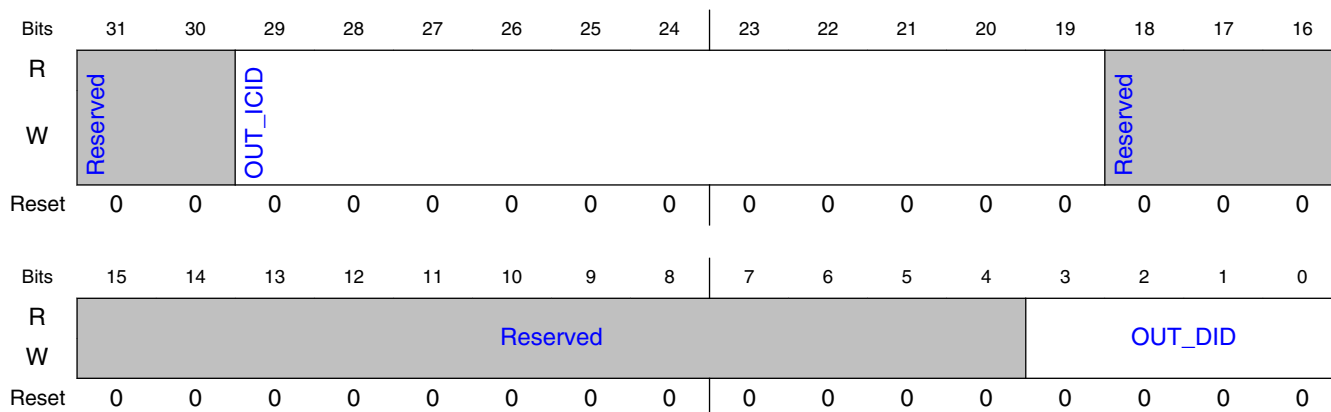 Bits 31 30 29 28 27 26 25 24 23 22 21 20 19 18 17 16
R
Reserved
OUT_ICID
Reserved
W
Reset 0 0 0 0 0 0 0 0 0 0 0 0 0 0 0 0
Bits 15 14 13 12 11 10 9 8 7 6 5 4 3 2 1 0
R
Reserved OUT_DID
W
Reset 0 0 0 0 0 0 0 0 0 0 0 0 0 0 0 0